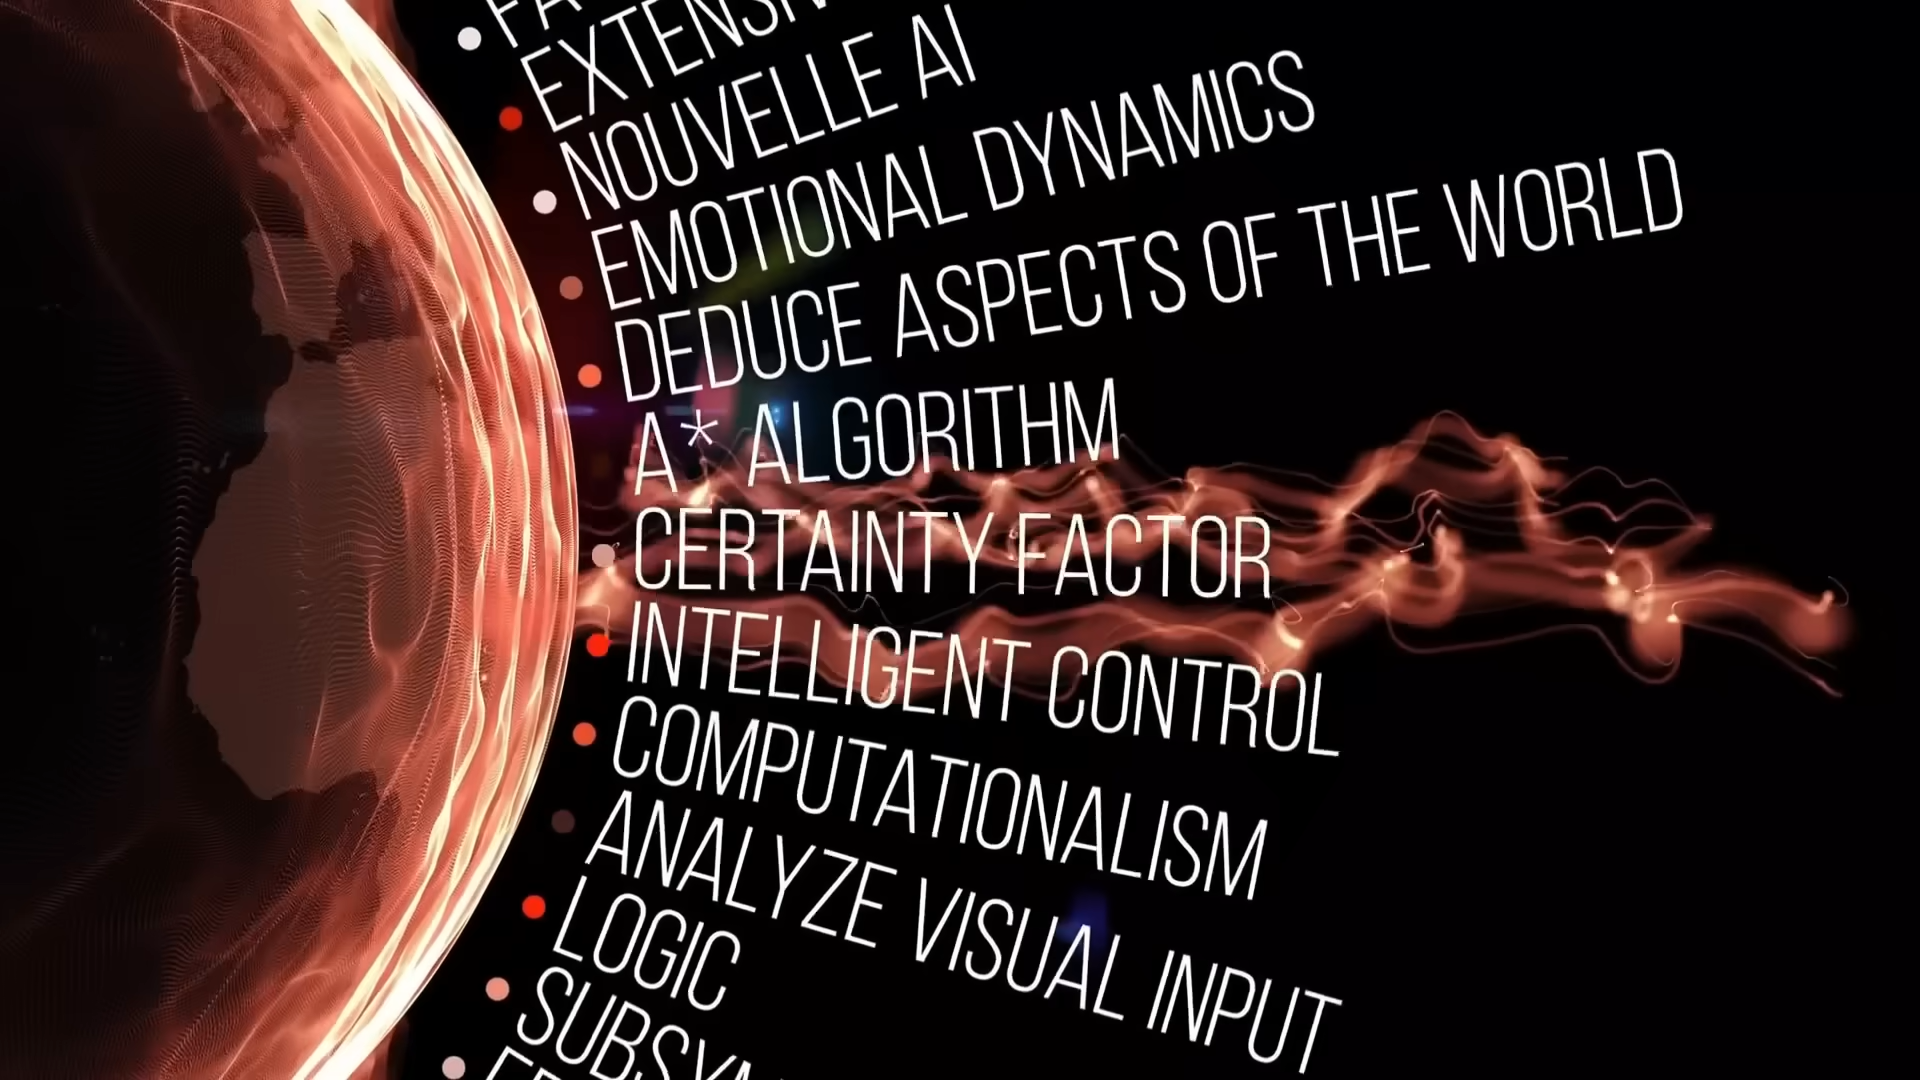 NOUVELLE AI
EMOTIONAL DYNAMICS
DEDUCE ASPECTS OF THE WORLD
A* ALGORITHM
CERTAINTY FACTOR
INTELLIGENT CONTROL
COMPUTATIONALISM
ANALYZE VISUAL INPUT
LOGIC